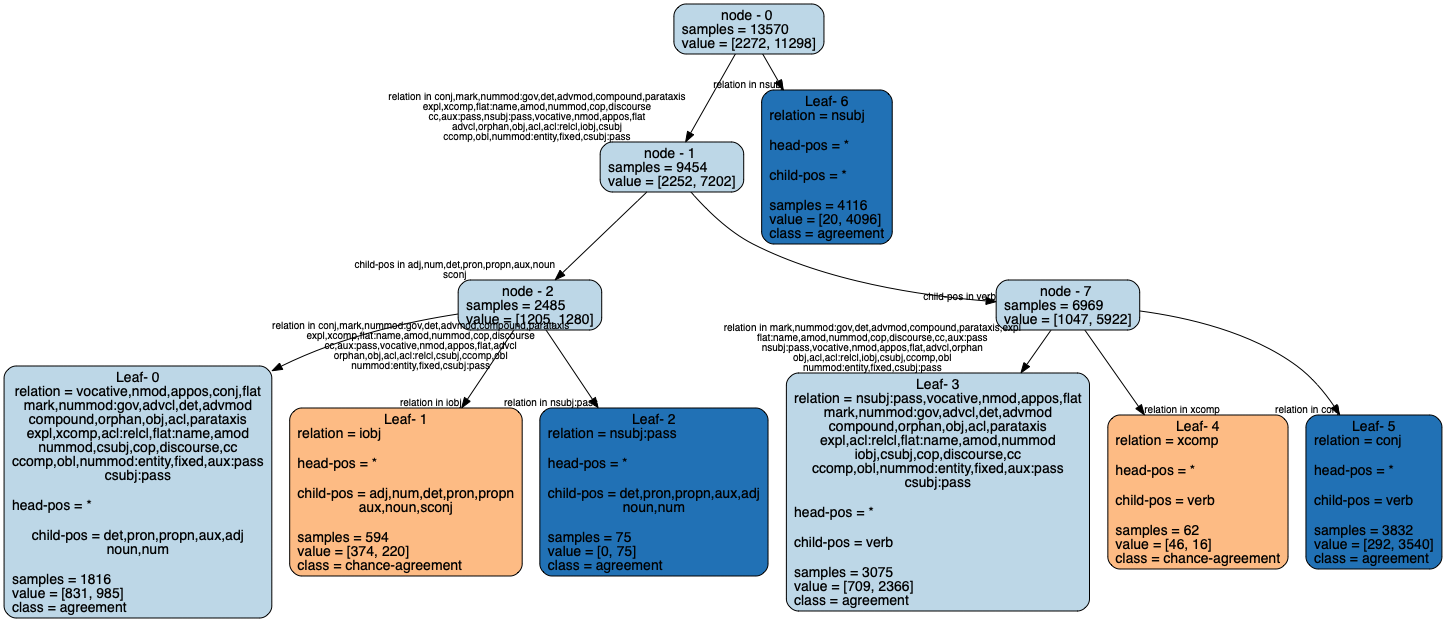 node - 0
samples = 13570
value = [2272, 11298]
relation in conj,mark,nummod:gov,det,advmod,compound,parataxis
expl,xcomp,flat:name,amod,nummod,cop,discourse
cc,aux:pass,nsubj:pass,vocative,nmod,appos,flat
advcl,orphan,obj,acl,acl:relcl,iobj,csubj
ccomp,obl,nummod:entity,fixed,csubj:pass
relation in nsubj
Leaf- 6
relation = nsubj
head-pos = *
child-pos = *
samples = 4116
value = [20, 4096]
class = agreement
node - 1
samples = 9454
value = [2252, 7202]
child-pos in adj,num,det,pron,propn,aux,noun
sconj
child-pos in verb
node - 2
samples = 2485
value = [1205, 1280]
node - 7
samples = 6969
value = [1047, 5922]
relation in conj,mark,nummod:gov,det,advmod,compound,parataxis
expl,xcomp,flat:name,amod,nummod,cop,discourse
cc,aux:pass,vocative,nmod,appos,flat,advcl
orphan,obj,acl,acl:relcl,csubj,ccomp,obl
nummod:entity,fixed,csubj:pass
relation in iobj
relation in nsubj:pass
relation in mark,nummod:gov,det,advmod,compound,parataxis,expl
flat:name,amod,nummod,cop,discourse,cc,aux:pass
nsubj:pass,vocative,nmod,appos,flat,advcl,orphan
obj,acl,acl:relcl,iobj,csubj,ccomp,obl
nummod:entity,fixed,csubj:pass
relation in xcomp
relation in conj
Leaf- 0
relation = vocative,nmod,appos,conj,flat
mark,nummod:gov,advcl,det,advmod
compound,orphan,obj,acl,parataxis
expl,xcomp,acl:relcl,flat:name,amod
nummod,csubj,cop,discourse,cc
ccomp,obl,nummod:entity,fixed,aux:pass
csubj:pass
head-pos = *
child-pos = det,pron,propn,aux,adj
noun,num
samples = 1816
value = [831, 985]
class = agreement
Leaf- 1
relation = iobj
head-pos = *
child-pos = adj,num,det,pron,propn
aux,noun,sconj
samples = 594
value = [374, 220]
class = chance-agreement
Leaf- 2
relation = nsubj:pass
head-pos = *
child-pos = det,pron,propn,aux,adj
noun,num
samples = 75
value = [0, 75]
class = agreement
Leaf- 3
relation = nsubj:pass,vocative,nmod,appos,flat
mark,nummod:gov,advcl,det,advmod
compound,orphan,obj,acl,parataxis
expl,acl:relcl,flat:name,amod,nummod
iobj,csubj,cop,discourse,cc
ccomp,obl,nummod:entity,fixed,aux:pass
csubj:pass
head-pos = *
child-pos = verb
samples = 3075
value = [709, 2366]
class = agreement
Leaf- 4
relation = xcomp
head-pos = *
child-pos = verb
samples = 62
value = [46, 16]
class = chance-agreement
Leaf- 5
relation = conj
head-pos = *
child-pos = verb
samples = 3832
value = [292, 3540]
class = agreement